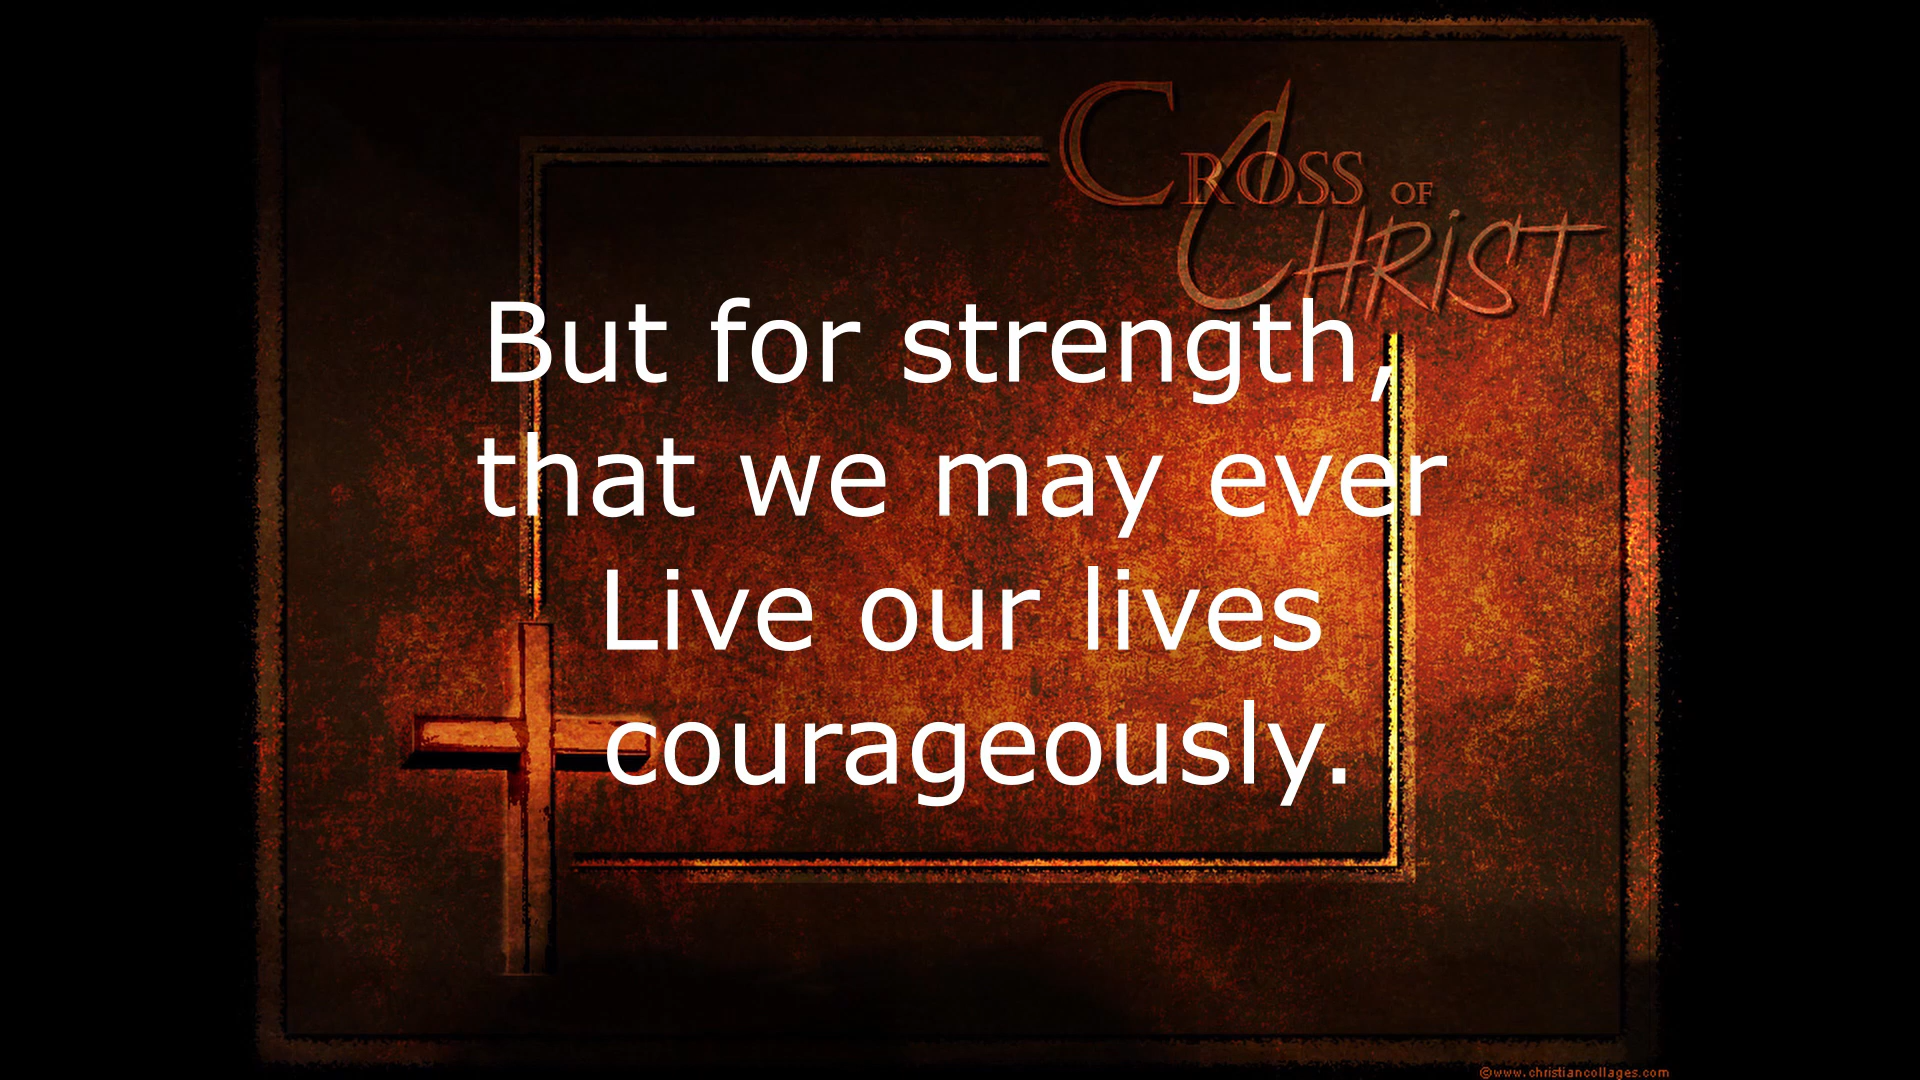 Cross of
Christ
But for strength,
that we may ever
Live our lives
courageously.
©www.christiancollages.com